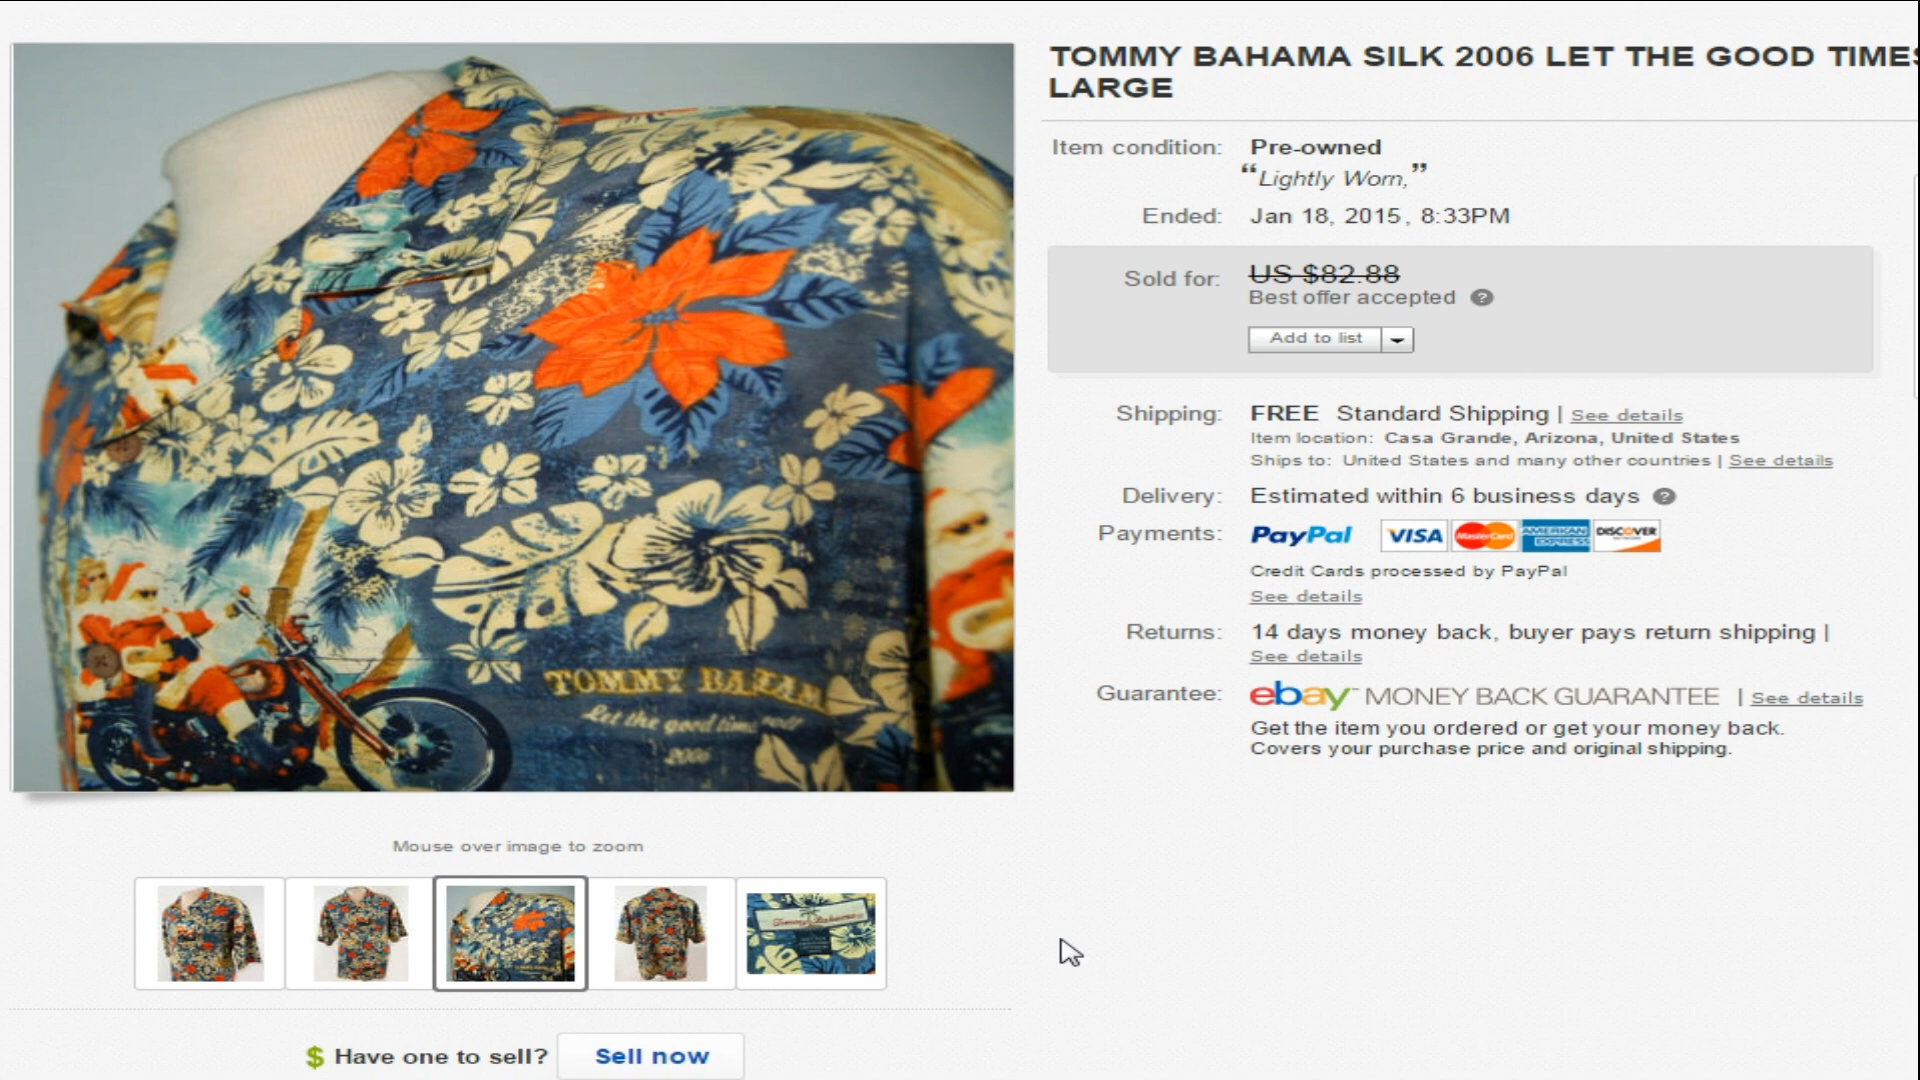 TOMMY BAHAMA SILK 2006 LET THE GOOD TIMES
LARGE
Item condition: Pre-owned
“Lightly Worn,”
Ended: Jan 18, 2015, 8:33PM
Sold for: US $82.88
Best offer accepted
Add to list
Shipping: FREE Standard Shipping | See details
Item location: Casa Grande, Arizona, United States
Ships to: United States and many other countries | See details
Delivery: Estimated within 6 business days
Payments: PayPal VISA MasterCard AMERICAN EXPRESS DISCOVER
Credit Cards processed by PayPal
See details
Returns: 14 days money back, buyer pays return shipping |
See details
Guarantee: ebay™ MONEY BACK GUARANTEE | See details
Get the item you ordered or get your money back.
Covers your purchase price and original shipping.
TOMMY BAHAM
Let the good times roll
2006
Mouse over image to zoom
Tommy Bahama
$ Have one to sell? Sell now